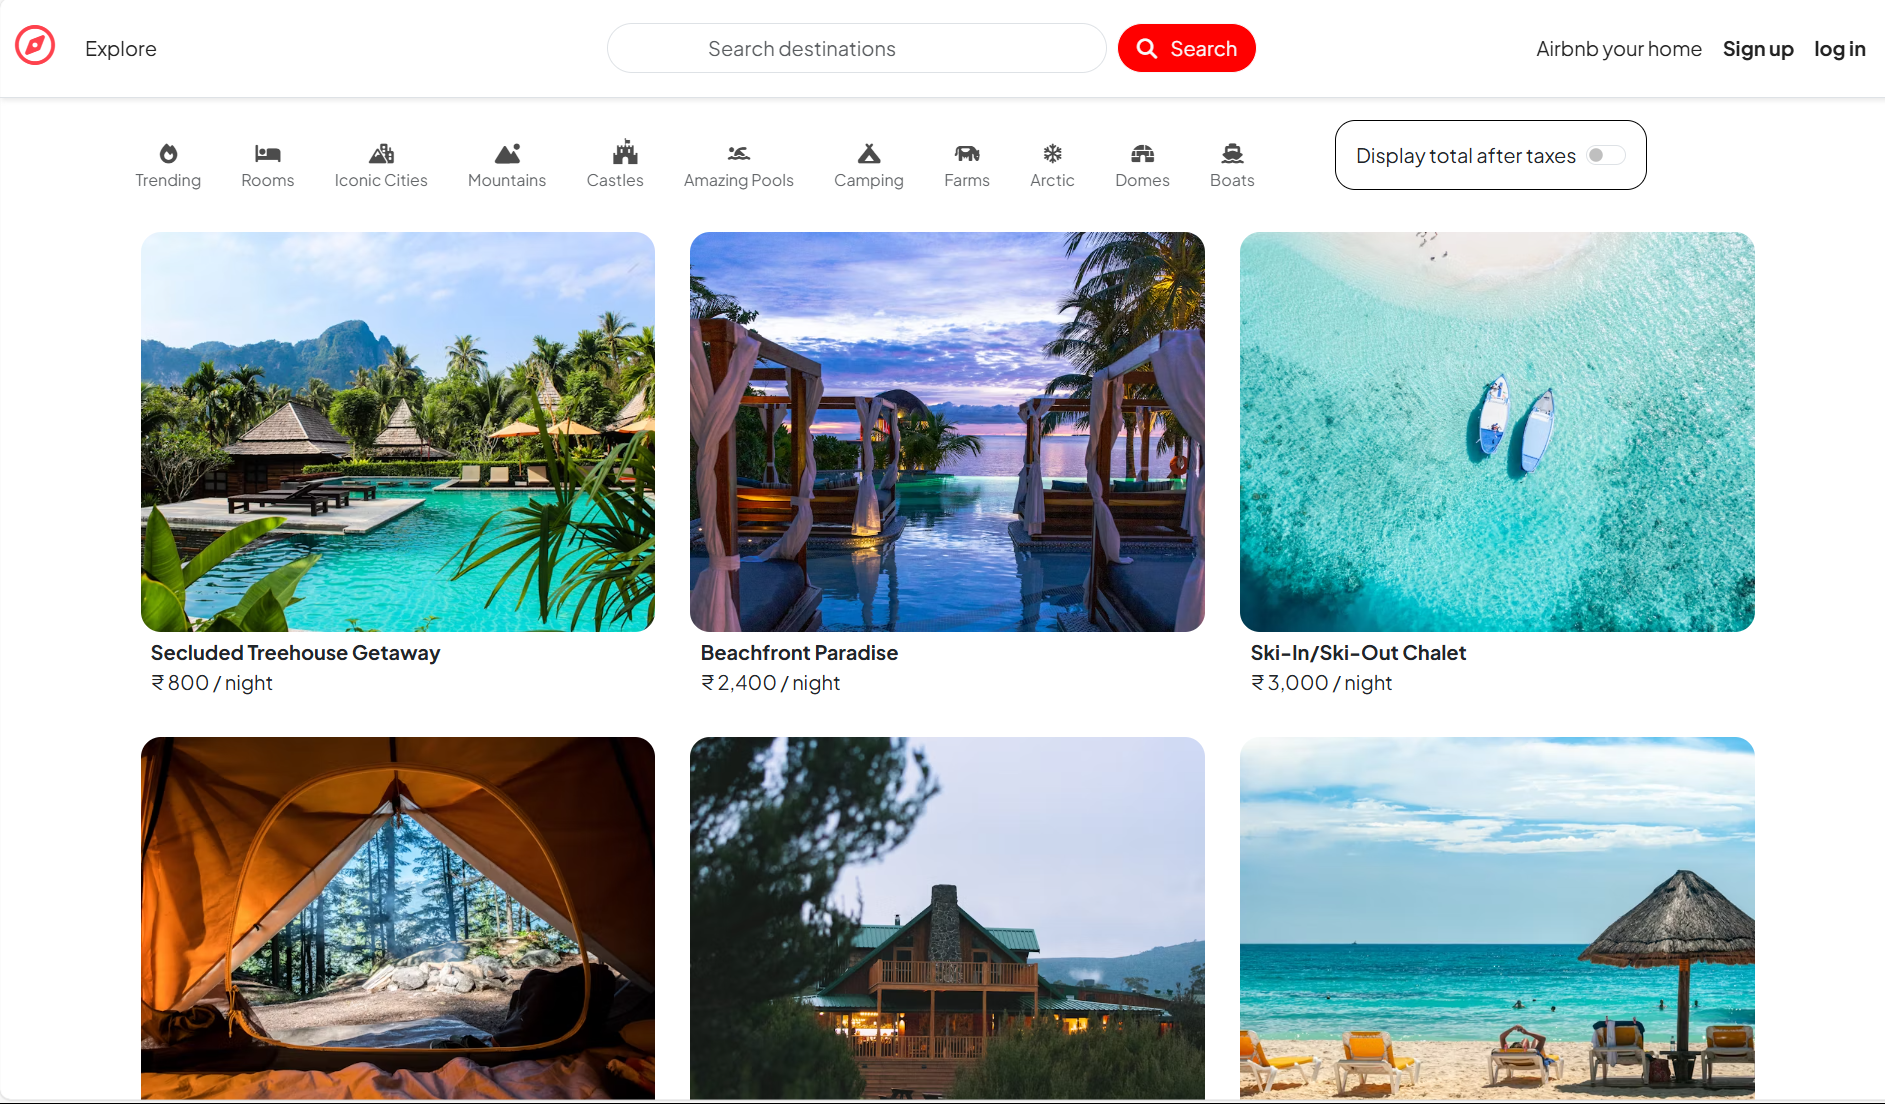 Explore
Search destinations
Search
Airbnb your home
Sign up
log in
Trending
Rooms
Iconic Cities
Mountains
Castles
Amazing Pools
Camping
Farms
Arctic
Domes
Boats
Display total after taxes
Secluded Treehouse Getaway
₹ 800 / night
Beachfront Paradise
₹ 2,400 / night
Ski-In/Ski-Out Chalet
₹ 3,000 / night